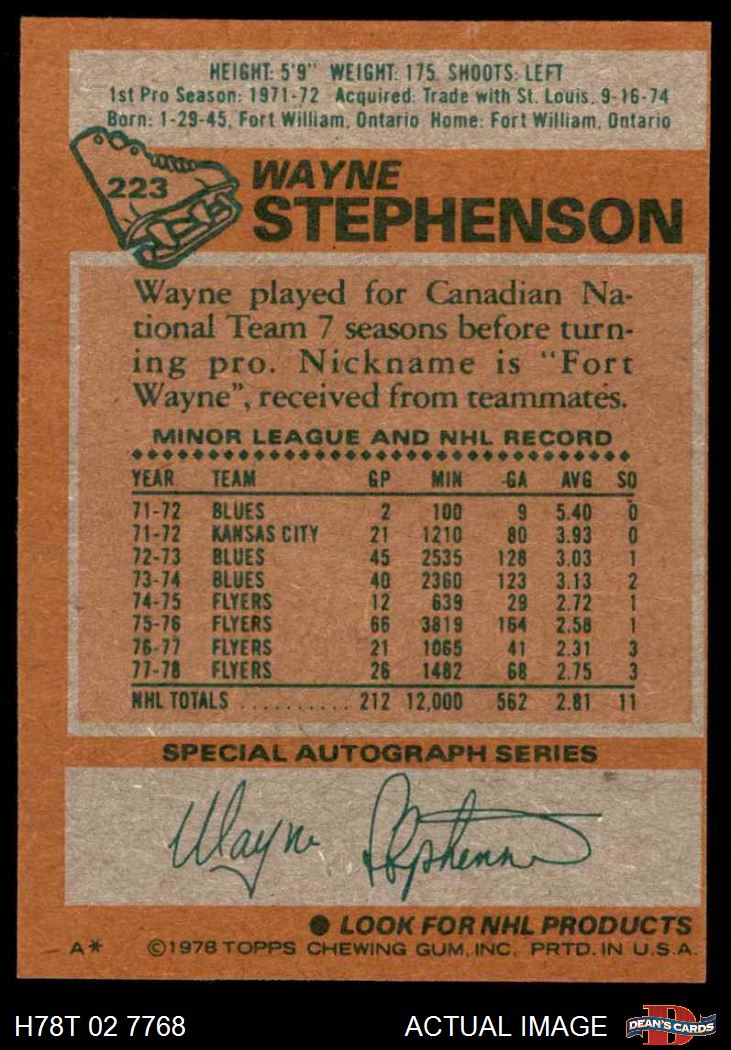 HEIGHT: 5'9" WEIGHT: 175. SHOOTS: LEFT
1st Pro Season: 1971-72 Acquired: Trade with St. Louis, 9-16-74
Born: 1-29-45, Fort William, Ontario Home: Fort William, Ontario
223
WAYNE
STEPHENSON
Wayne played for Canadian Na-
tional Team 7 seasons before turn-
ing pro. Nickname is "Fort
Wayne", received from teammates.
MINOR LEAGUE AND NHL RECORD
YEAR TEAM GP MIN GA AVG SO
71-72 BLUES 2 100 9 5.40 0
71-72 KANSAS CITY 21 1210 80 3.93 0
72-73 BLUES 45 2535 128 3.03 1
73-74 BLUES 40 2360 123 3.13 2
74-75 FLYERS 12 639 29 2.72 1
75-76 FLYERS 66 3819 164 2.58 1
76-77 FLYERS 21 1065 41 2.31 3
77-78 FLYERS 26 1482 68 2.75 3
NHL TOTALS .......... 212 12,000 562 2.81 11
SPECIAL AUTOGRAPH SERIES
Wayne Stephenson
● LOOK FOR NHL PRODUCTS
A* ©1978 TOPPS CHEWING GUM, INC. PRTD. IN U.S.A.
H78T 02 7768 ACTUAL IMAGE D DEAN'S CARDS